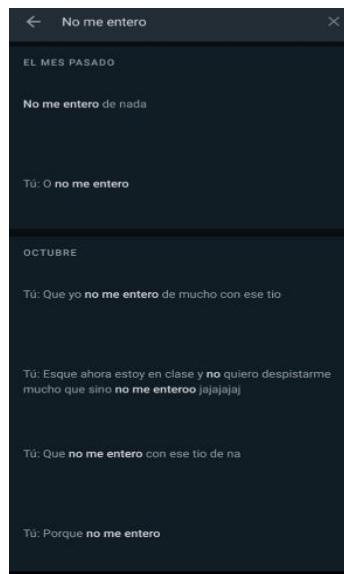 No me entero
EL MES PASADO
No me entero de nada
Tú: O no me entero
OCTUBRE
Tú: Que yo no me entero de mucho con ese tio
Tú: Esque ahora estoy en clase y no quiero despistarme
mucho que sino no me enteroo jajajajaj
Tú: Que no me entero con ese tio de na
Tú: Porque no me entero